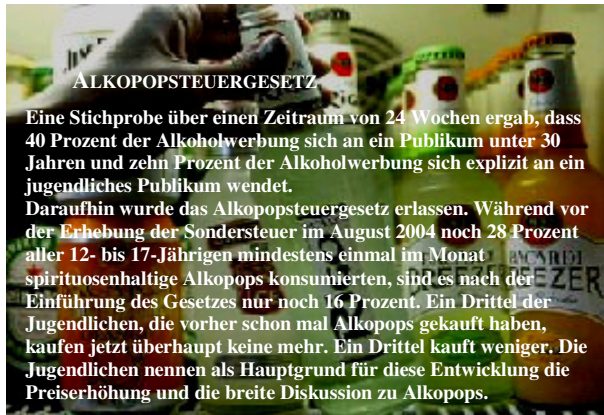 ALKOPOPSTEUERGESETZ
Eine Stichprobe über einen Zeitraum von 24 Wochen ergab, dass
40 Prozent der Alkoholwerbung sich an ein Publikum unter 30
Jahren und zehn Prozent der Alkoholwerbung sich explizit an ein
jugendliches Publikum wendet.
Daraufhin wurde das Alkopopsteuergesetz erlassen. Während vor
der Erhebung der Sondersteuer im August 2004 noch 28 Prozent
aller 12- bis 17-Jährigen mindestens einmal im Monat
spirituosenhaltige Alkopops konsumierten, sind es nach der
Einführung des Gesetzes nur noch 16 Prozent. Ein Drittel der
Jugendlichen, die vorher schon mal Alkopops gekauft haben,
kaufen jetzt überhaupt keine mehr. Ein Drittel kauft weniger. Die
Jugendlichen nennen als Hauptgrund für diese Entwicklung die
Preiserhöhung und die breite Diskussion zu Alkopops.
BACARDI
BREEZER